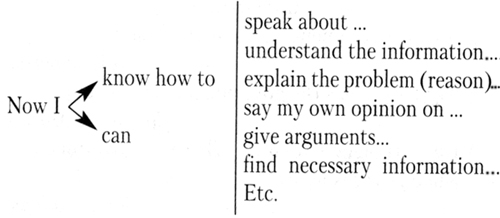 speak about ...
understand the information...
know how to explain the problem (reason)...
Now I say my own opinion on ...
can give arguments...
find necessary information...
Etc.